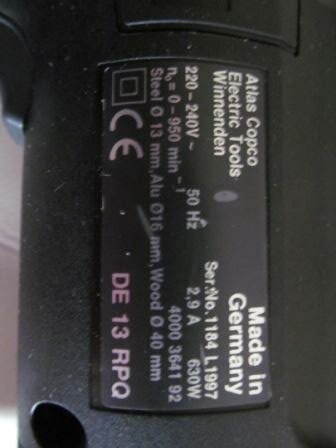 Atlas Copco
Electric Tools
Winnenden
Made in
Germany
Ser.No. 1184 L1997
220 - 240V ~ 50 Hz 2,9 A 630W
n₀ = 0 - 950 min⁻¹ 4000 3641 92
Steel Ø 13 mm,Alu Ø16 mm,Wood Ø 40 mm
CE DE 13 RPQ